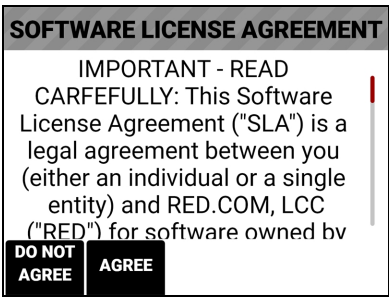 SOFTWARE LICENSE AGREEMENT
IMPORTANT - READ
CARFEFULLY: This Software
License Agreement ("SLA") is a
legal agreement between you
(either an individual or a single
entity) and RED.COM, LCC
("RED") for software owned by
DO NOT
AGREE
AGREE